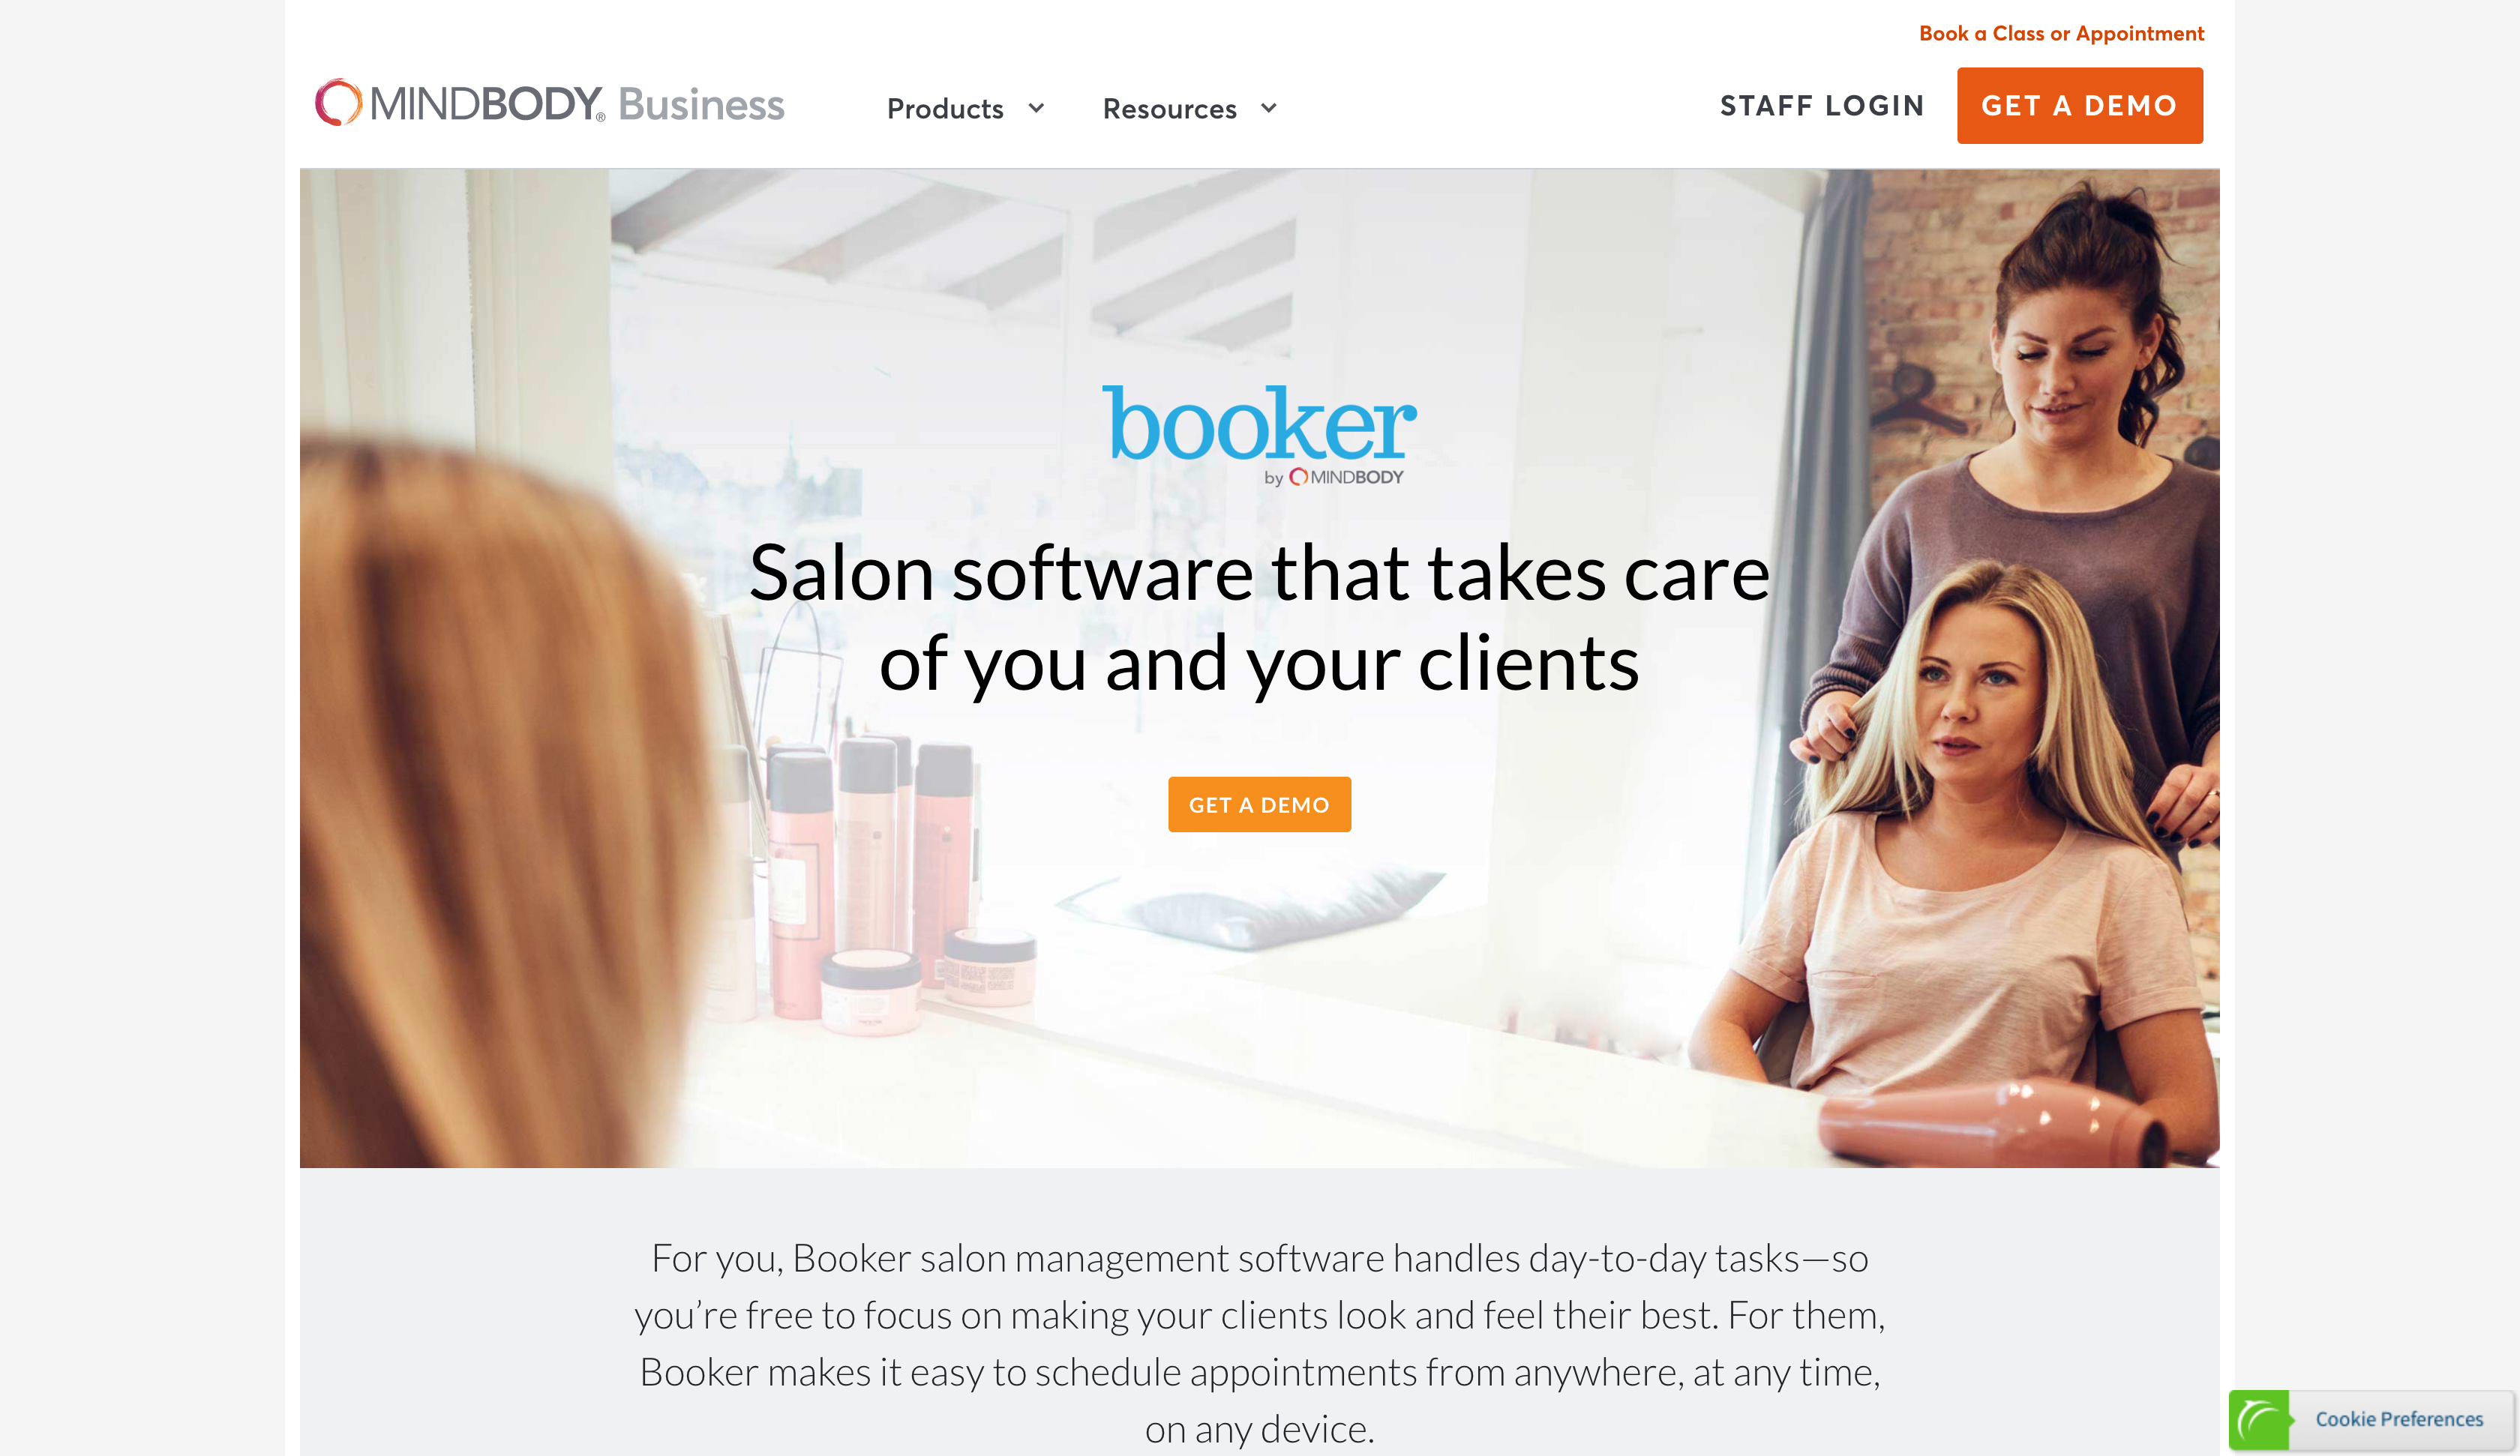 Book a Class or Appointment
MINDBODY® Business
Products
Resources
STAFF LOGIN
GET A DEMO
booker
by MINDBODY
Salon software that takes care
of you and your clients
GET A DEMO
For you, Booker salon management software handles day-to-day tasks—so
you’re free to focus on making your clients look and feel their best. For them,
Booker makes it easy to schedule appointments from anywhere, at any time,
on any device.
Cookie Preferences